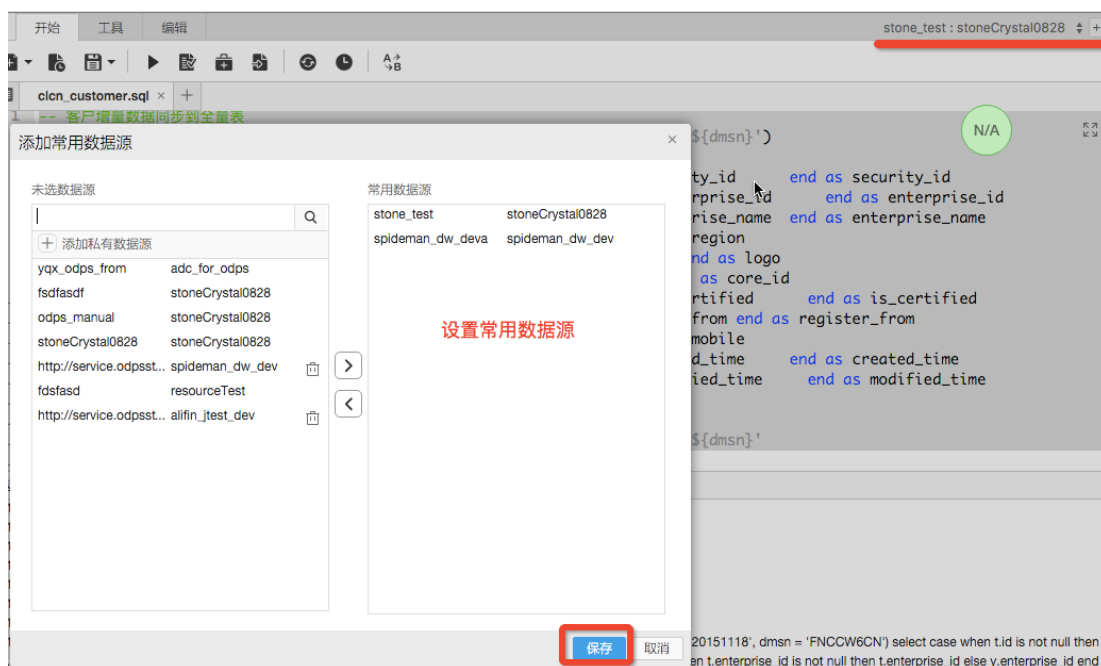 开始 工具 编辑 stone_test : stoneCrystal0828
A B
clcn_customer.sql × +
1 -- 客户增量数据同步到全量表
添加常用数据源 ×
${dmsn}')
N/A
未选数据源 常用数据源
ty_id end as security_id
rprise_id end as enterprise_id
rise_name end as enterprise_name
region
nd as logo
as core_id
rtified end as is_certified
from end as register_from
mobile
d_time end as created_time
ied_time end as modified_time
${dmsn}'
添加私有数据源
yqx_odps_from adc_for_odps
fsdfasdf stoneCrystal0828
odps_manual stoneCrystal0828
stoneCrystal0828 stoneCrystal0828
http://service.odpsst... spideman_dw_dev
fdsfasd resourceTest
http://service.odpsst... alifin_jtest_dev
stone_test stoneCrystal0828
spideman_dw_deva spideman_dw_dev
设置常用数据源
保存 取消
20151118', dmsn = 'FNCCW6CN') select case when t.id is not null then
en t.enterprise_id is not null then t.enterprise_id else y.enterprise_id end